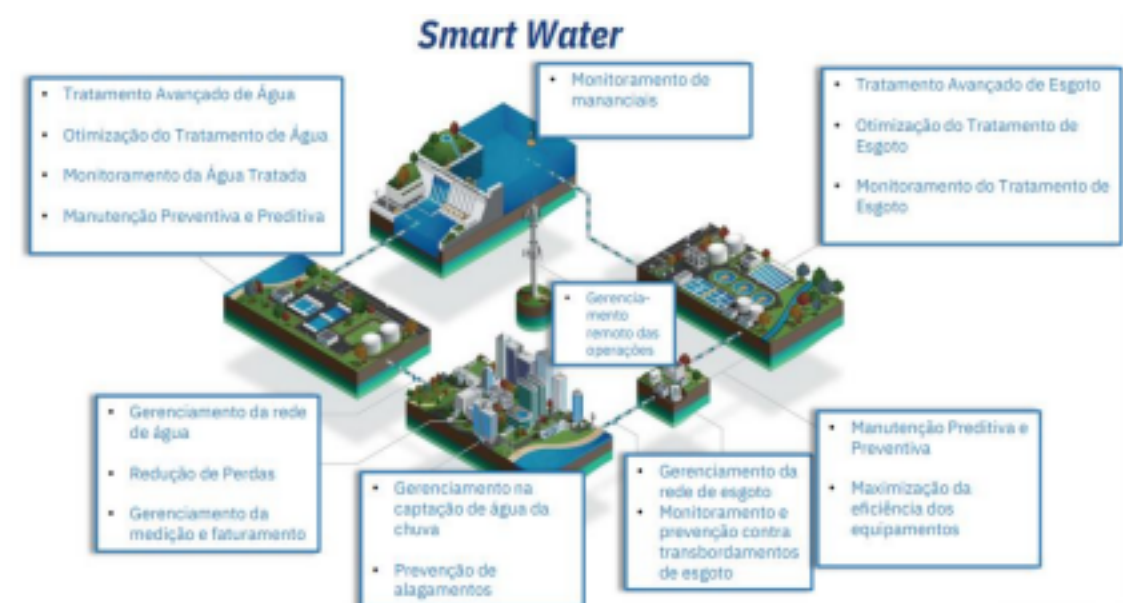 Smart Water
• Tratamento Avançado de Água
• Otimização do Tratamento de Água
• Monitoramento da Água Tratada
• Manutenção Preventiva e Preditiva
• Monitoramento de
mananciais
• Tratamento Avançado de Esgoto
• Otimização do Tratamento de
Esgoto
• Monitoramento do Tratamento de
Esgoto
• Gerencia-
mento
remoto das
operações
• Gerenciamento da rede
de água
• Redução de Perdas
• Gerenciamento da
medição e faturamento
• Gerenciamento na
captação de água da
chuva
• Prevenção de
alagamentos
• Gerenciamento da
rede de esgoto
• Monitoramento e
prevenção contra
transbordamentos
de esgoto
• Manutenção Preditiva e
Preventiva
• Maximização da
eficiência dos
equipamentos